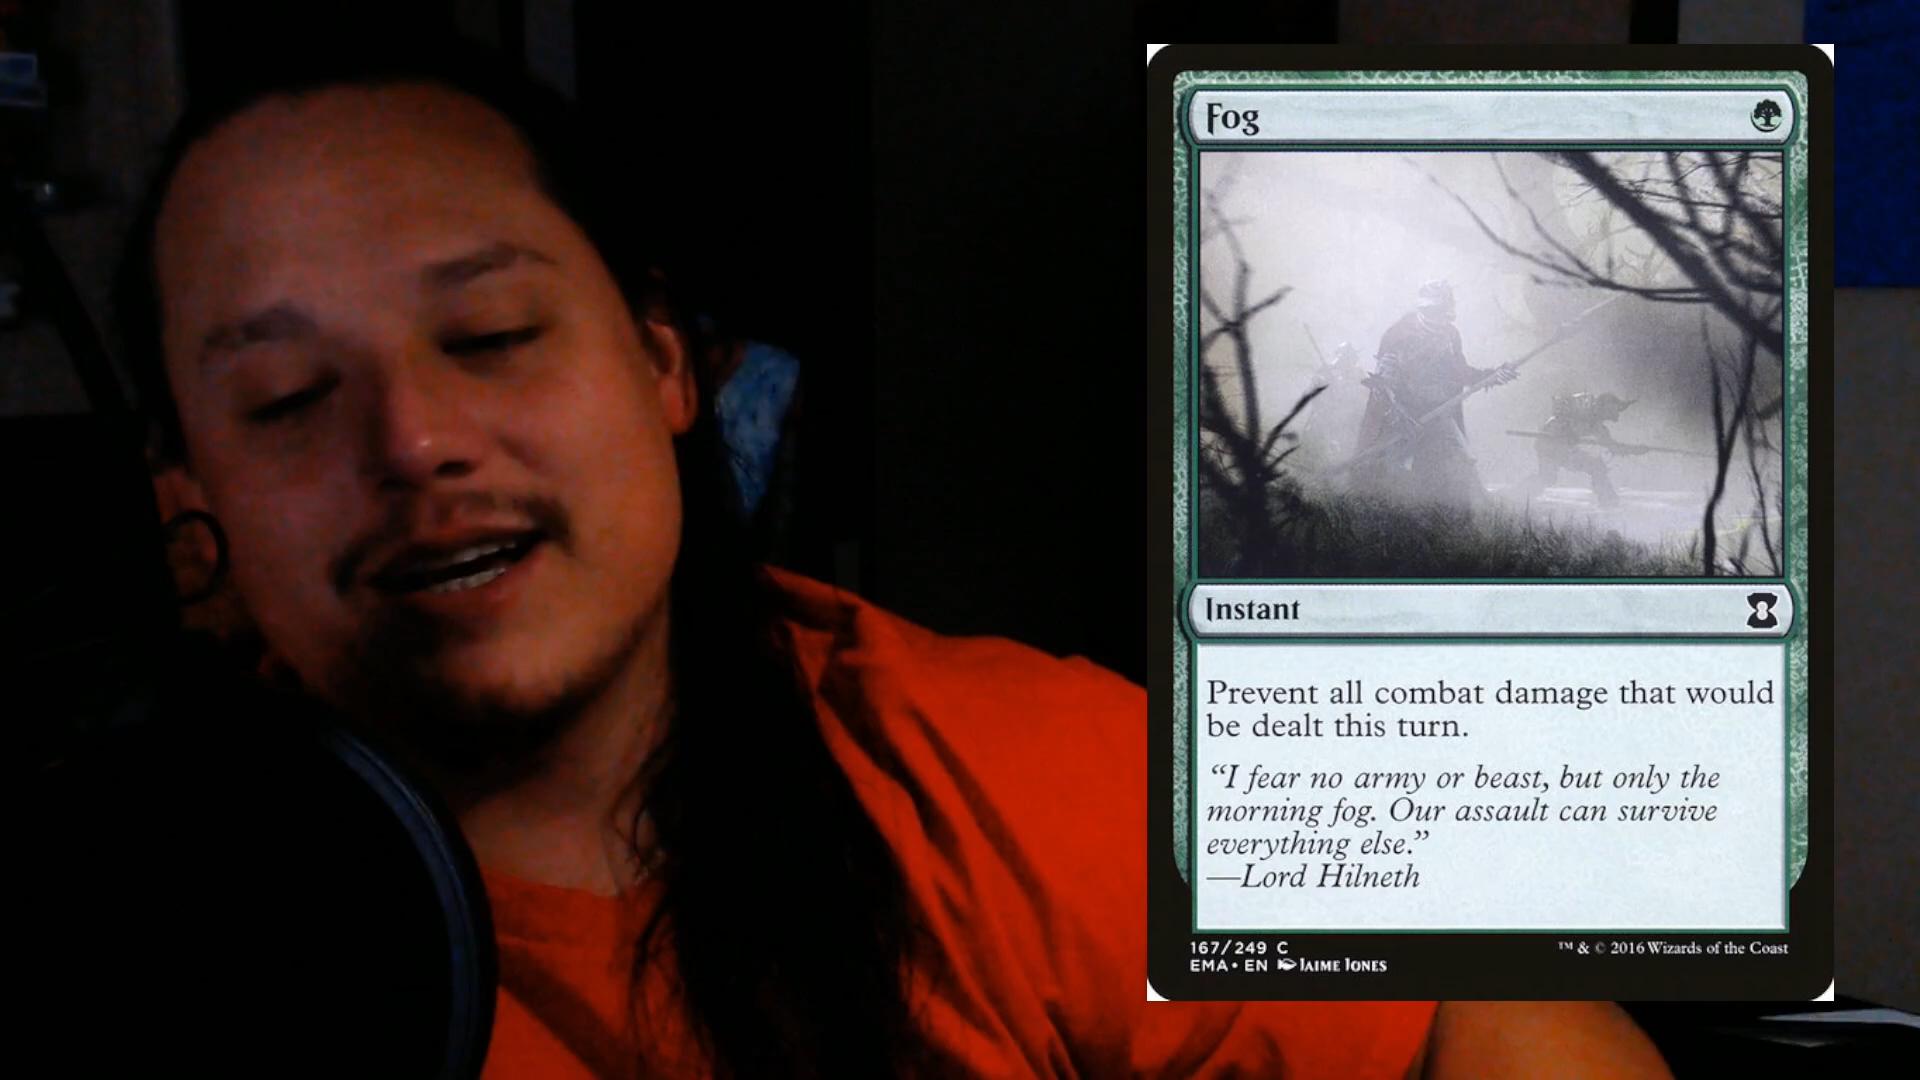 Fog
Instant
Prevent all combat damage that would
be dealt this turn.
“I fear no army or beast, but only the
morning fog. Our assault can survive
everything else.”
—Lord Hilneth
167/249 C
™ & © 2016 Wizards of the Coast
EMA • EN JAIME JONES